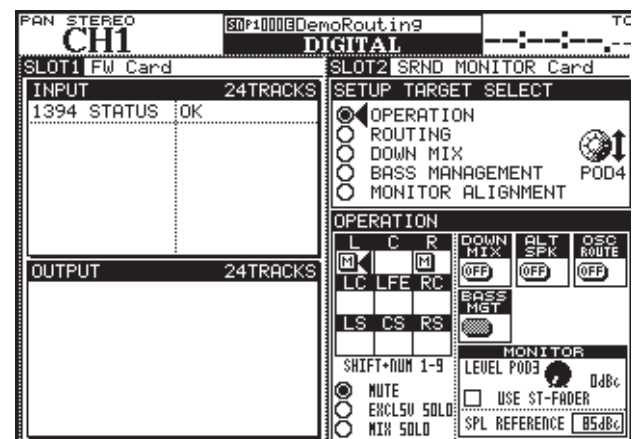 PAN STEREO
CH1
SDP1000EDemoRouting
DIGITAL
TC
--:--:--.--
SLOT1 FW Card
INPUT 24TRACKS
1394 STATUS OK
OUTPUT 24TRACKS
SLOT2 SRND MONITOR Card
SETUP TARGET SELECT
OPERATION
ROUTING
DOWN MIX
BASS MANAGEMENT
MONITOR ALIGNMENT
POD4
OPERATION
L C R
M M
LC LFE RC
LS CS RS
SHIFT+NUM 1-9
MUTE
EXCLSV SOLO
MIX SOLO
DOWN MIX
OFF
ALT SPK
OFF
OSC ROUTE
OFF
BASS MGT
MONITOR
LEVEL POD3
0dBc
USE ST-FADER
SPL REFERENCE 85dBc